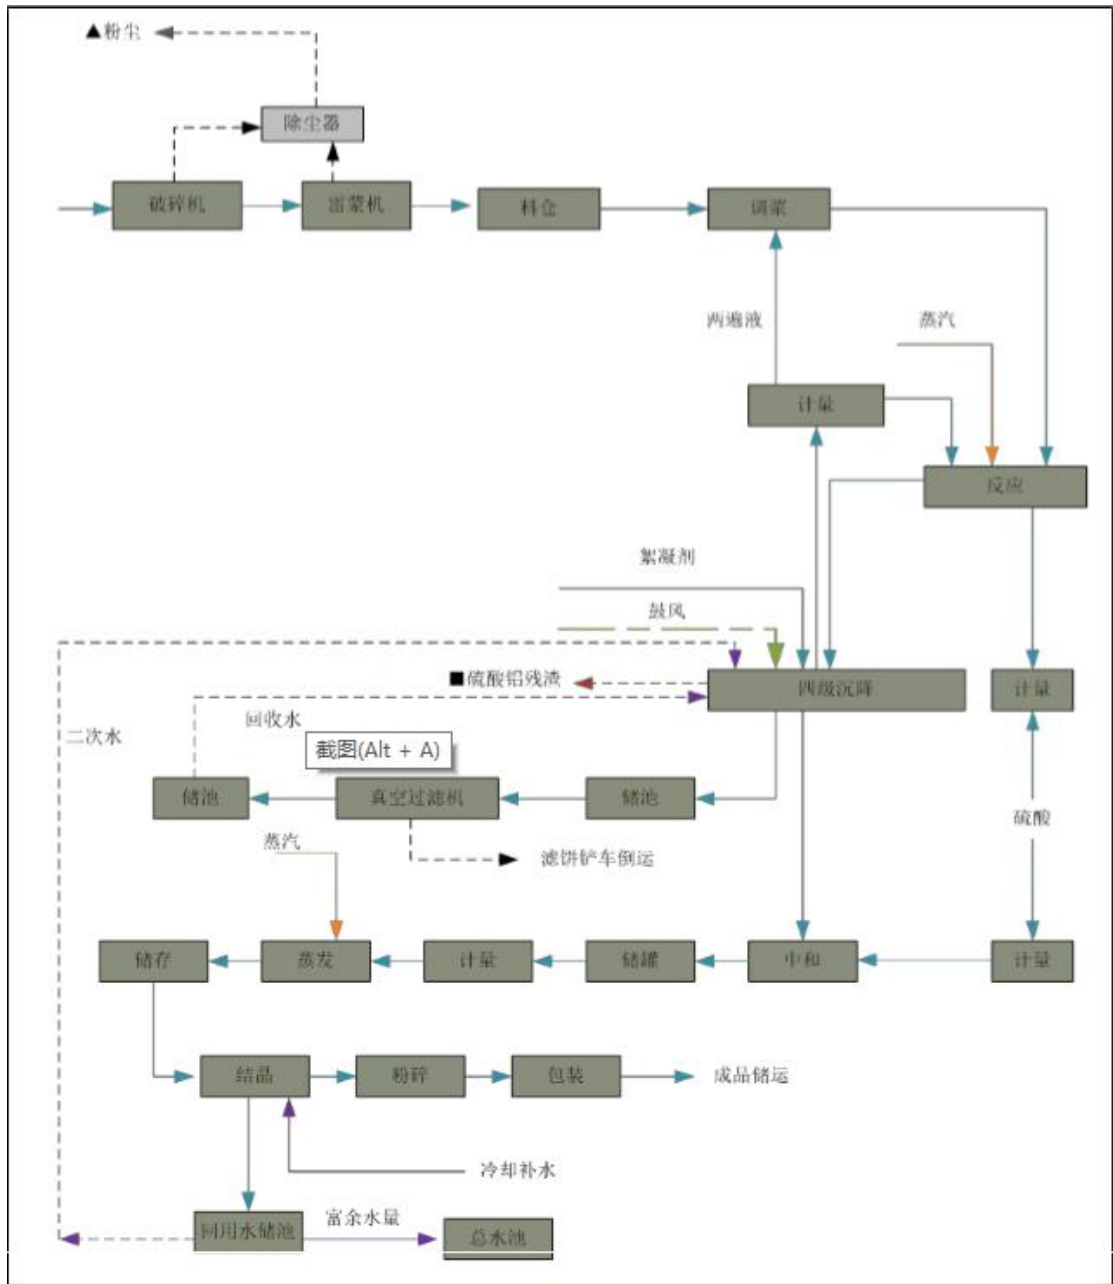 ▲粉尘
除尘器
破碎机
雷蒙机
料仓
调浆
两遍液
蒸汽
计量
反应
絮凝剂
鼓风
■硫酸铝残渣
四级沉降
计量
回收水
二次水
截图(Alt + A)
储池
真空过滤机
储池
硫酸
蒸汽
滤饼铲车倒运
储存
蒸发
计量
储罐
中和
计量
结晶
粉碎
包装
成品储运
冷却补水
回用水储池
富余水量
总水池